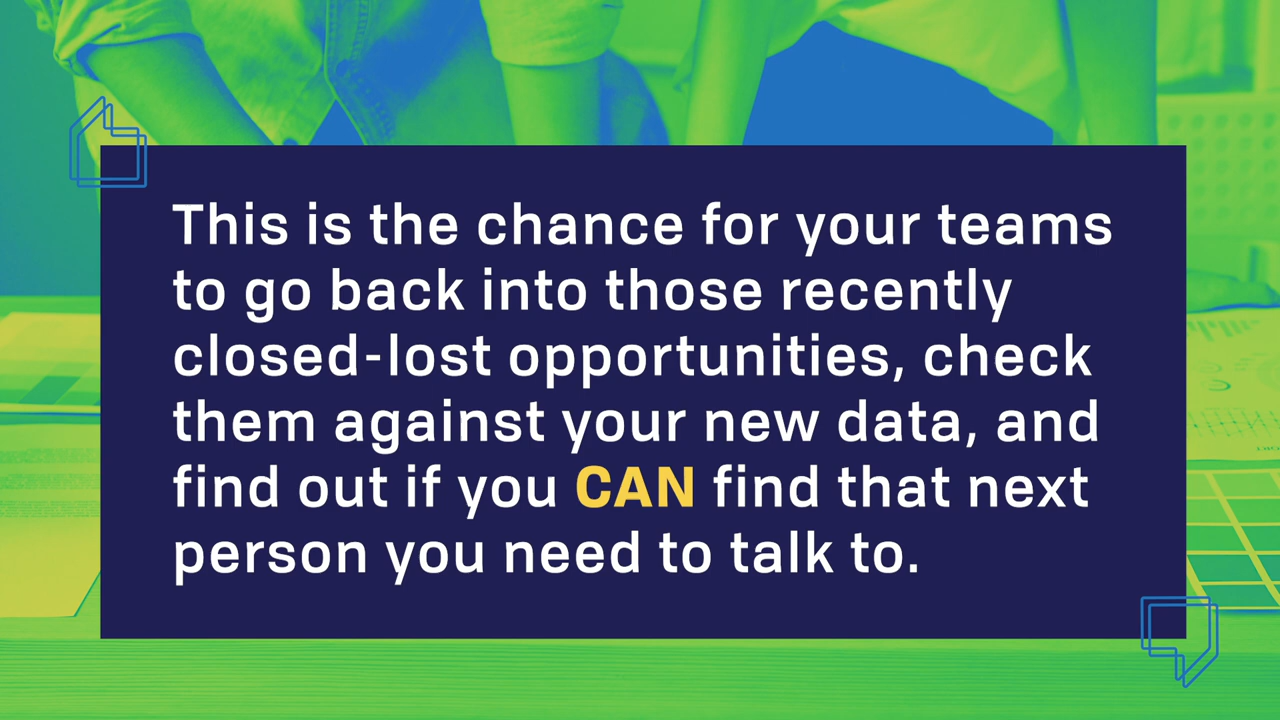 This is the chance for your teams
to go back into those recently
closed-lost opportunities, check
them against your new data, and
find out if you CAN find that next
person you need to talk to.